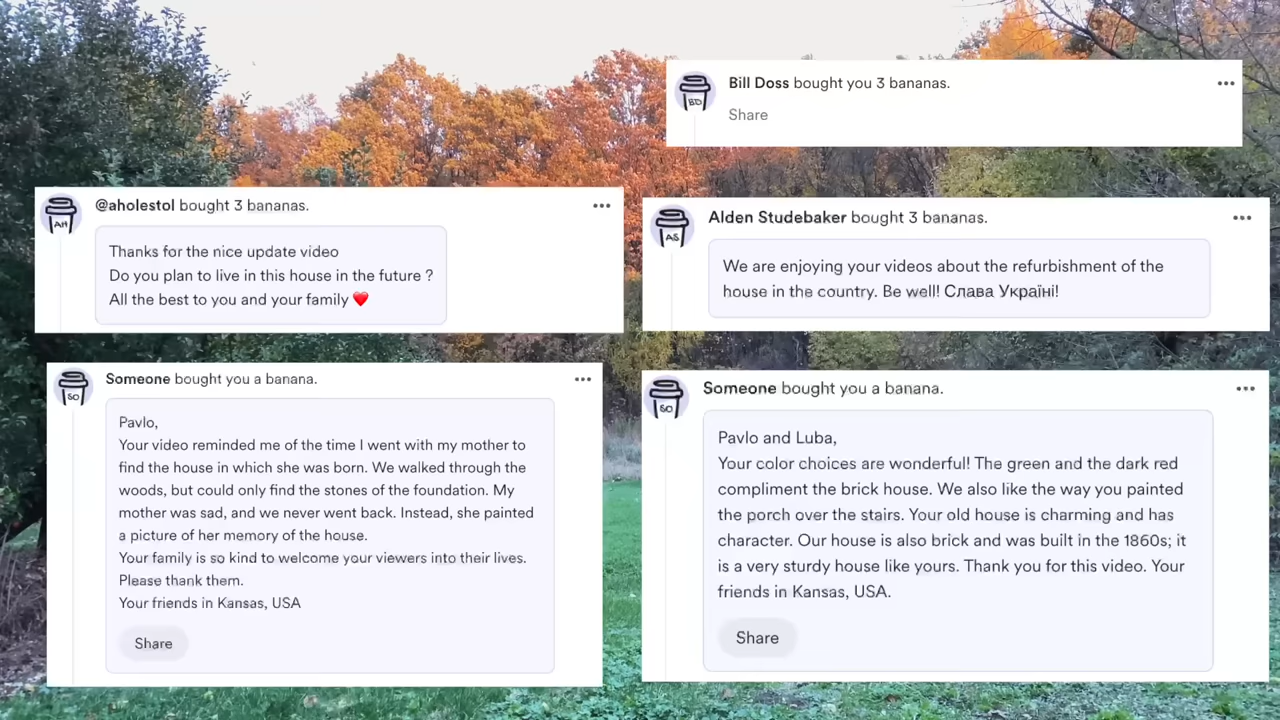 Bill Doss bought you 3 bananas.
BD
Share
@aholestol bought 3 bananas.
AH
Thanks for the nice update video
Do you plan to live in this house in the future ?
All the best to you and your family ❤️
Alden Studebaker bought 3 bananas.
AS
We are enjoying your videos about the refurbishment of the
house in the country. Be well! Слава Україні!
Someone bought you a banana.
SO
Pavlo,
Your video reminded me of the time I went with my mother to
find the house in which she was born. We walked through the
woods, but could only find the stones of the foundation. My
mother was sad, and we never went back. Instead, she painted
a picture of her memory of the house.
Your family is so kind to welcome your viewers into their lives.
Please thank them.
Your friends in Kansas, USA
Share
Someone bought you a banana.
SO
Pavlo and Luba,
Your color choices are wonderful! The green and the dark red
compliment the brick house. We also like the way you painted
the porch over the stairs. Your old house is charming and has
character. Our house is also brick and was built in the 1860s; it
is a very sturdy house like yours. Thank you for this video. Your
friends in Kansas, USA.
Share